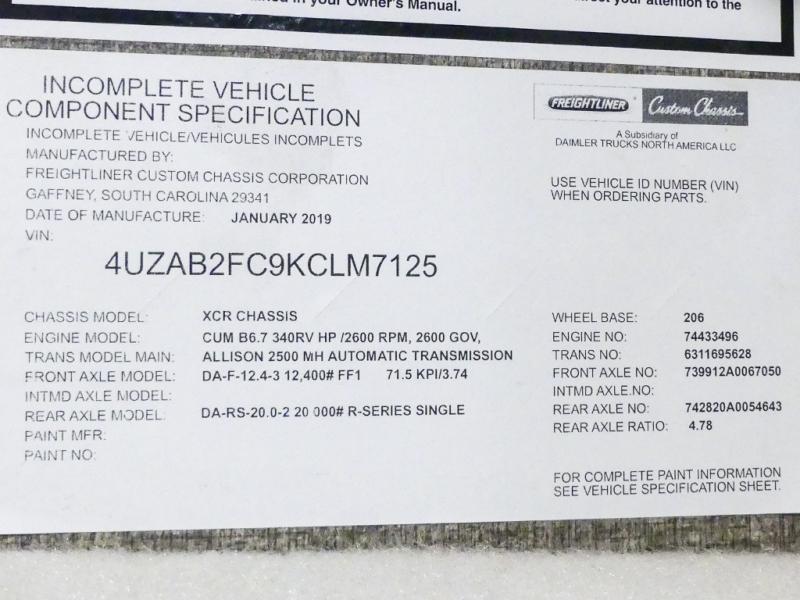 in your Owner's Manual.
your attention to the
INCOMPLETE VEHICLE
COMPONENT SPECIFICATION
INCOMPLETE VEHICLE/VEHICULES INCOMPLETS
MANUFACTURED BY:
FREIGHTLINER CUSTOM CHASSIS CORPORATION
GAFFNEY, SOUTH CAROLINA 29341
DATE OF MANUFACTURE: JANUARY 2019
VIN:
4UZAB2FC9KCLM7125
FREIGHTLINER Custom Chassis
A Subsidiary of
DAIMLER TRUCKS NORTH AMERICA LLC
USE VEHICLE ID NUMBER (VIN)
WHEN ORDERING PARTS.
CHASSIS MODEL: XCR CHASSIS
ENGINE MODEL: CUM B6.7 340RV HP /2600 RPM, 2600 GOV,
TRANS MODEL MAIN: ALLISON 2500 MH AUTOMATIC TRANSMISSION
FRONT AXLE MODEL: DA-F-12.4-3 12,400# FF1 71.5 KPI/3.74
INTMD AXLE MODEL:
REAR AXLE MODEL: DA-RS-20.0-2 20 000# R-SERIES SINGLE
PAINT MFR:
PAINT NO:
WHEEL BASE: 206
ENGINE NO: 74433496
TRANS NO: 6311695628
FRONT AXLE NO: 739912A0067050
INTMD AXLE.NO:
REAR AXLE NO: 742820A0054643
REAR AXLE RATIO: 4.78
FOR COMPLETE PAINT INFORMATION
SEE VEHICLE SPECIFICATION SHEET.